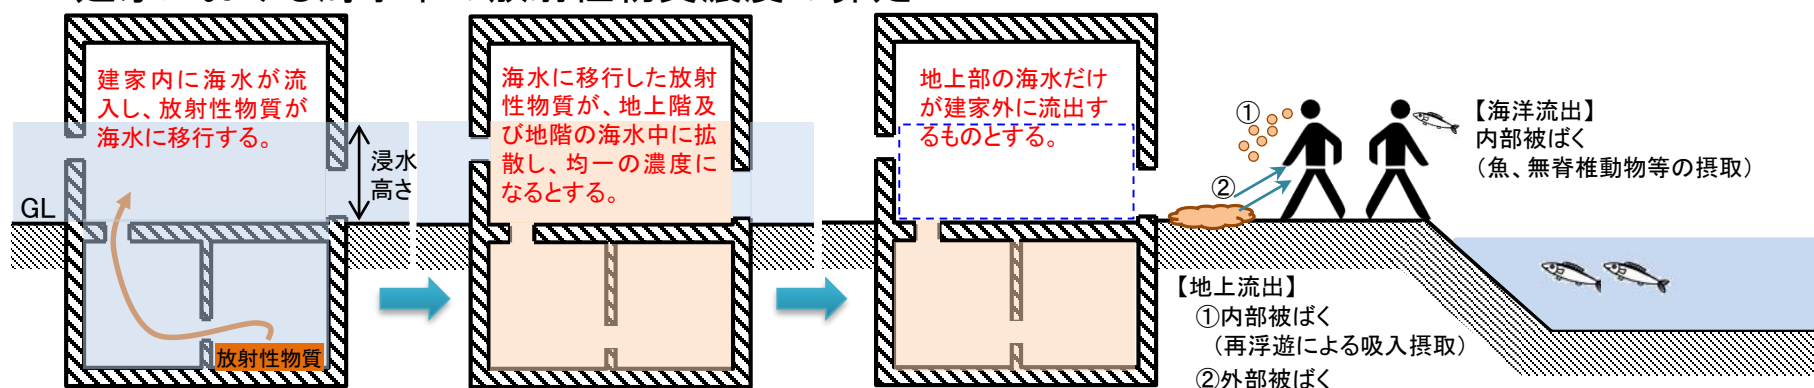 建家内に海水が流
入し、放射性物質が
海水に移行する。
浸水
高さ
GL
放射性物質
海水に移行した放射
性物質が、地上階及
び地階の海水中に拡
散し、均一の濃度に
なるとする。
地上部の海水だけ
が建家外に流出す
るものとする。
①
②
【海洋流出】
内部被ばく
（魚、無脊椎動物等の摂取）
【地上流出】
①内部被ばく
（再浮遊による吸入摂取）
②外部被ばく